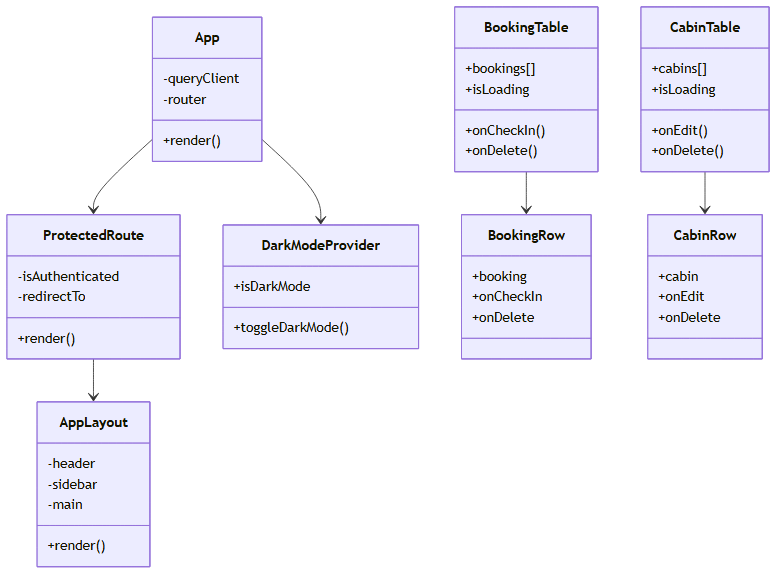 App
-queryClient
-router
+render()
BookingTable
+bookings[]
+isLoading
+onCheckIn()
+onDelete()
CabinTable
+cabins[]
+isLoading
+onEdit()
+onDelete()
ProtectedRoute
-isAuthenticated
-redirectTo
+render()
DarkModeProvider
+isDarkMode
+toggleDarkMode()
BookingRow
+booking
+onCheckIn
+onDelete
CabinRow
+cabin
+onEdit
+onDelete
AppLayout
-header
-sidebar
-main
+render()